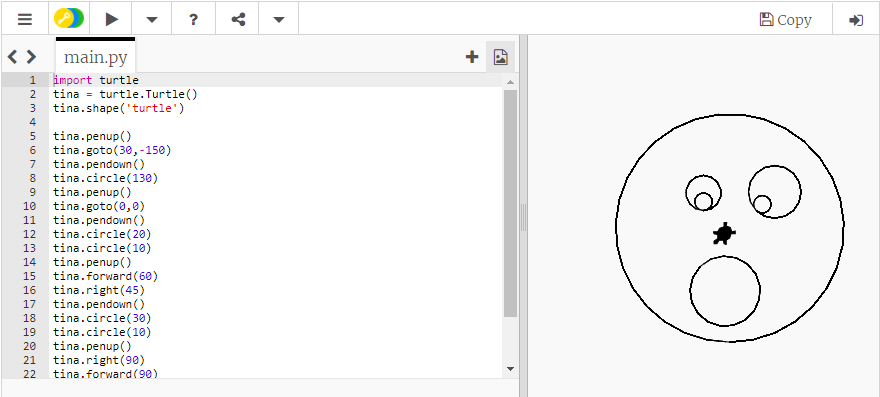 ? Copy
main.py
1 import turtle
2 tina = turtle.Turtle()
3 tina.shape('turtle')
4
5 tina.penup()
6 tina.goto(30,-150)
7 tina.pendown()
8 tina.circle(130)
9 tina.penup()
10 tina.goto(0,0)
11 tina.pendown()
12 tina.circle(20)
13 tina.circle(10)
14 tina.penup()
15 tina.forward(60)
16 tina.right(45)
17 tina.pendown()
18 tina.circle(30)
19 tina.circle(10)
20 tina.penup()
21 tina.right(90)
22 tina.forward(90)